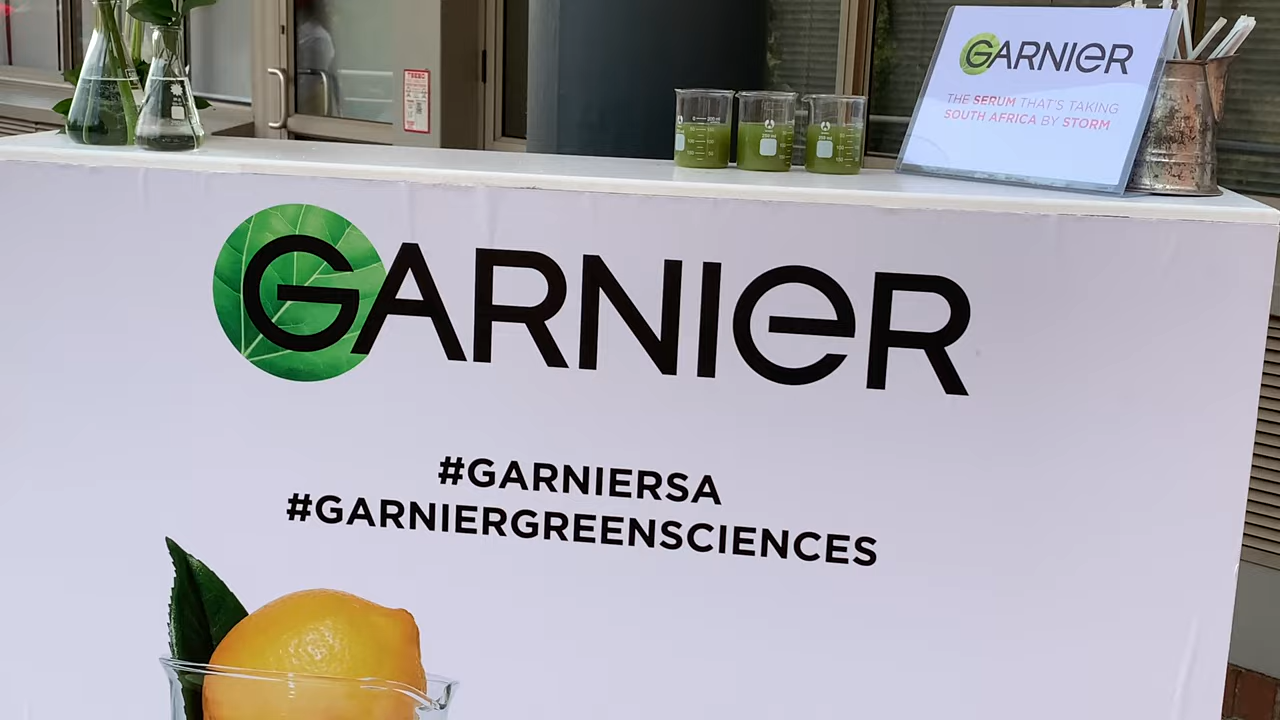 GARNIER
THE SERUM THAT'S TAKING
SOUTH AFRICA BY STORM
GARNIER
#GARNIERSA
#GARNIERGREENSCIENCES